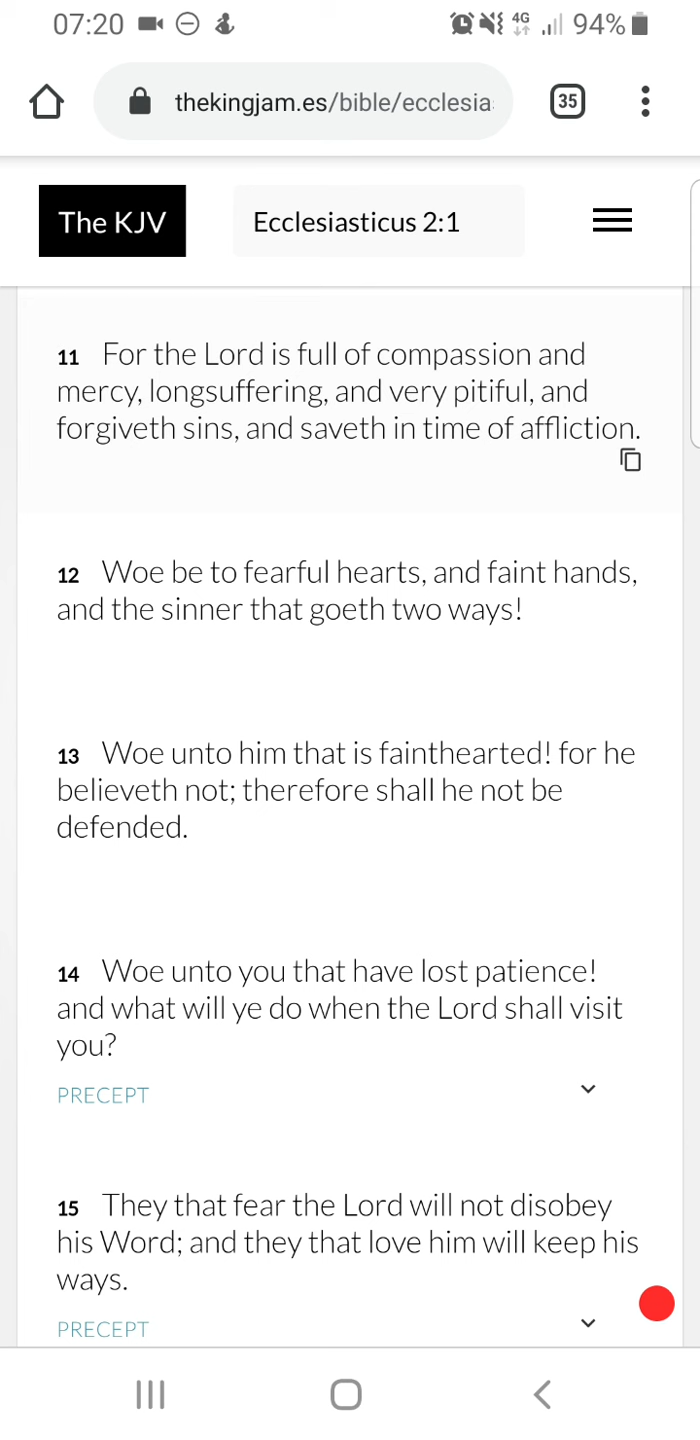 07:20 4G 94%
thekingjam.es/bible/ecclesia 35
The KJV Ecclesiasticus 2:1
11 For the Lord is full of compassion and
mercy, longsuffering, and very pitiful, and
forgiveth sins, and saveth in time of affliction.
12 Woe be to fearful hearts, and faint hands,
and the sinner that goeth two ways!
13 Woe unto him that is fainthearted! for he
believeth not; therefore shall he not be
defended.
14 Woe unto you that have lost patience!
and what will ye do when the Lord shall visit
you?
PRECEPT
15 They that fear the Lord will not disobey
his Word; and they that love him will keep his
ways.
PRECEPT